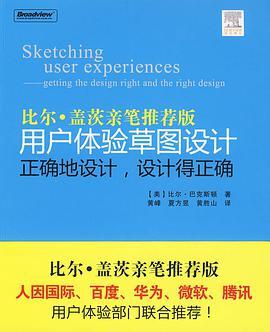 Broadview
Sketching
user experiences
——getting the design right and the right design
比尔·盖茨亲笔推荐版
用户体验草图设计
正确地设计，设计得正确
【美】比尔·巴克斯顿 著
黄峰 夏方昱 黄胜山 译
比尔·盖茨亲笔推荐版
人因国际、百度、华为、微软、腾讯
用户体验部门联合推荐！